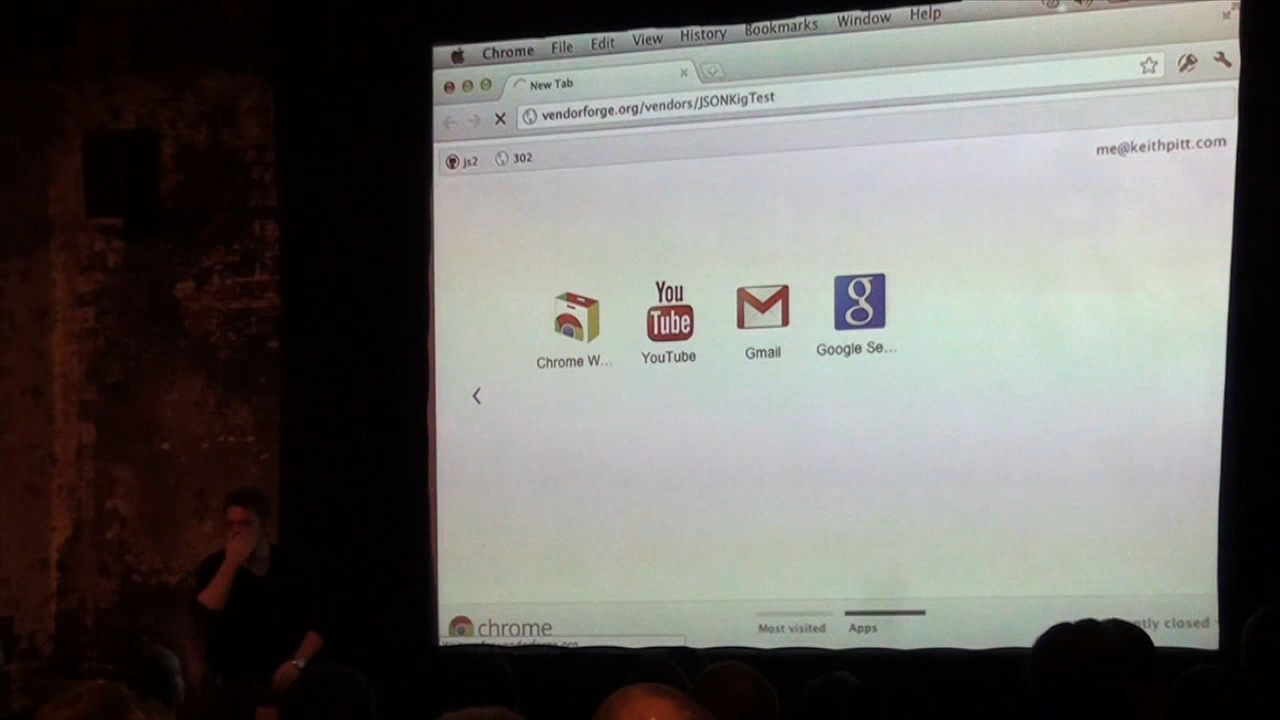 Chrome File Edit View History Bookmarks Window Help
New Tab
vendorforge.org/vendors/JSONKigTest
js2 302
me@keithpitt.com
You
Tube
g
Chrome W... YouTube Gmail Google Se...
chrome
Most visited Apps closed